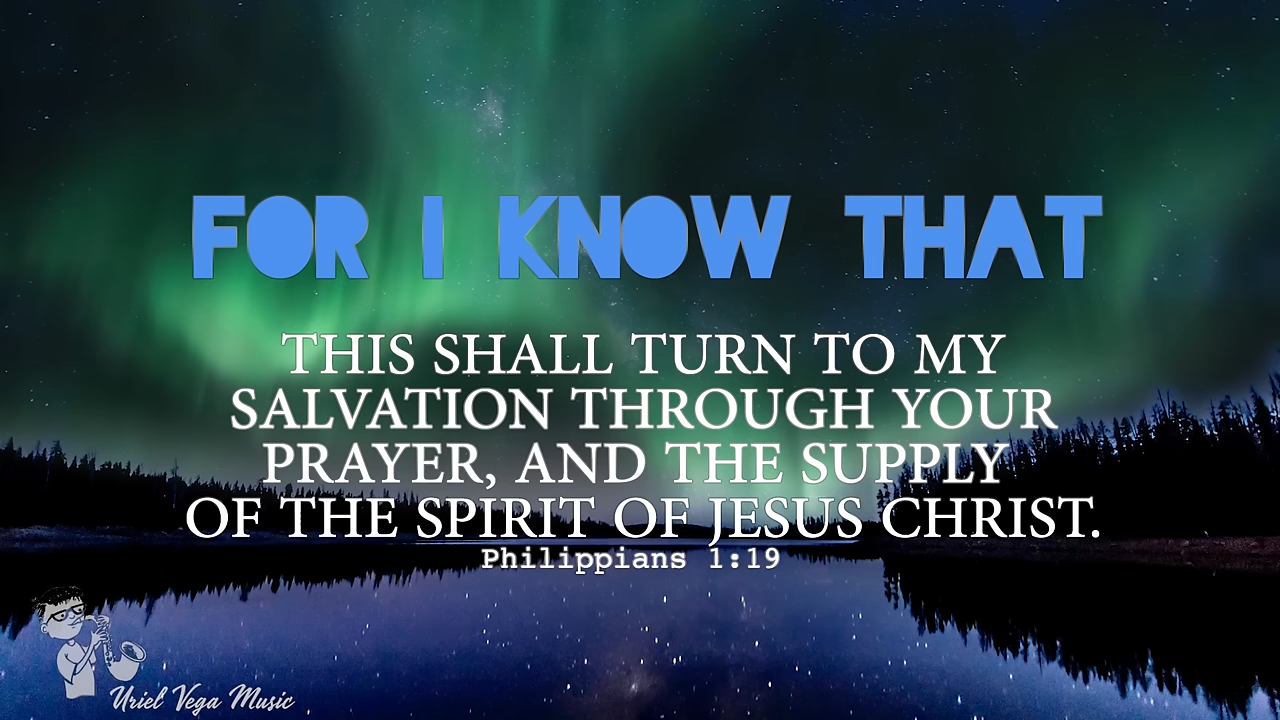 FOR I KNOW THAT
THIS SHALL TURN TO MY
SALVATION THROUGH YOUR
PRAYER, AND THE SUPPLY
OF THE SPIRIT OF JESUS CHRIST.
Philippians 1:19
Uriel Vega Music